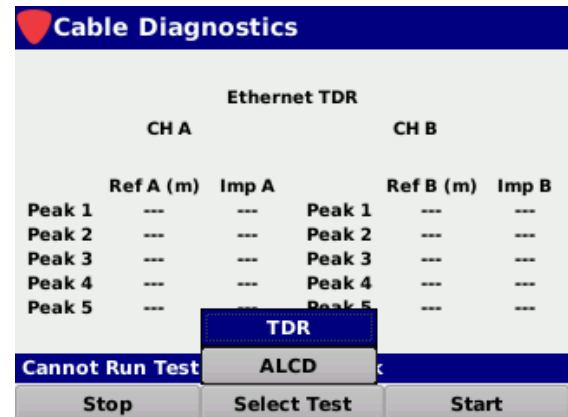 Cable Diagnostics
Ethernet TDR
CH A CH B
Ref A (m) Imp A Ref B (m) Imp B
Peak 1 --- --- Peak 1 --- ---
Peak 2 --- --- Peak 2 --- ---
Peak 3 --- --- Peak 3 --- ---
Peak 4 --- --- Peak 4 --- ---
Peak 5 --- --- Peak 5 --- ---
TDR
Cannot Run Test ALCD
Stop Select Test Start